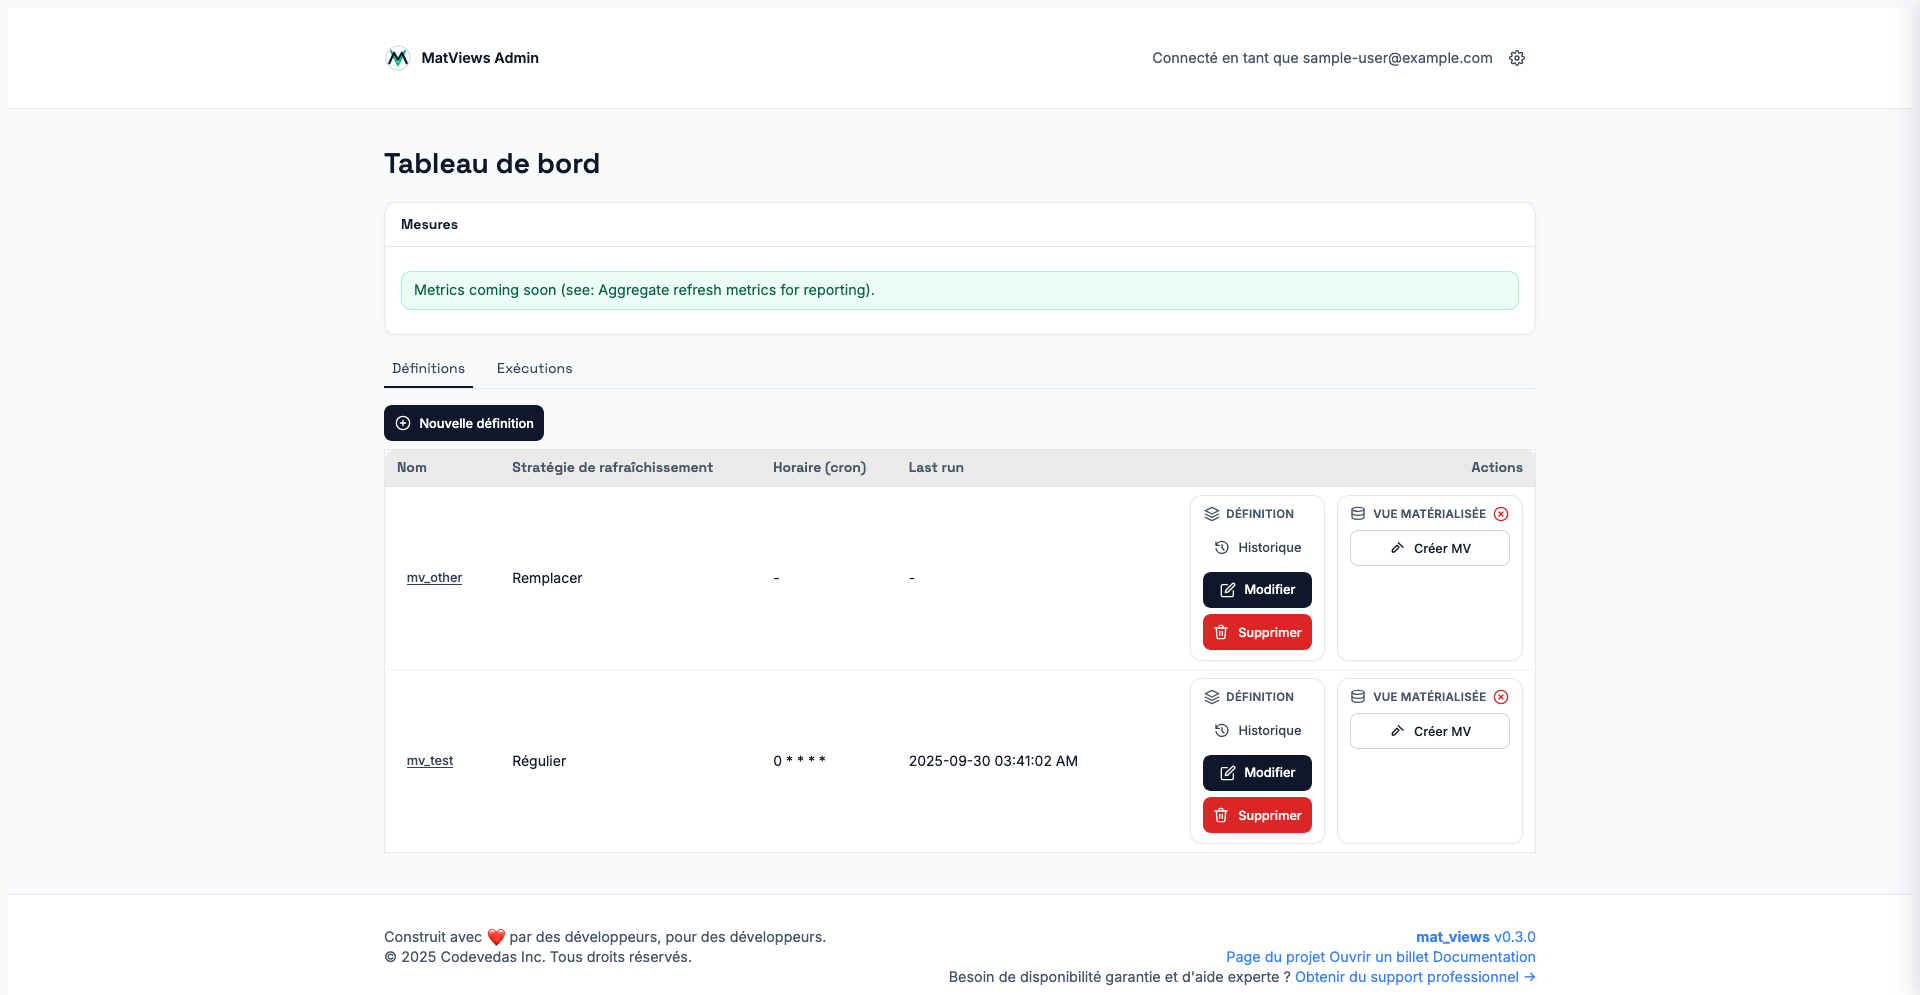 MatViews Admin
Connecté en tant que sample-user@example.com
Tableau de bord
Mesures
Metrics coming soon (see: Aggregate refresh metrics for reporting).
Définitions Exécutions
Nouvelle définition
Nom Stratégie de rafraîchissement Horaire (cron) Last run Actions
DÉFINITION VUE MATÉRIALISÉE
Historique Créer MV
mv_other Remplacer - -
Modifier
Supprimer
DÉFINITION VUE MATÉRIALISÉE
Historique Créer MV
mv_test Régulier 0 * * * * 2025-09-30 03:41:02 AM
Modifier
Supprimer
Construit avec ❤️ par des développeurs, pour des développeurs.
© 2025 Codevedas Inc. Tous droits réservés.
mat_views v0.3.0
Page du projet Ouvrir un billet Documentation
Besoin de disponibilité garantie et d'aide experte ? Obtenir du support professionnel →